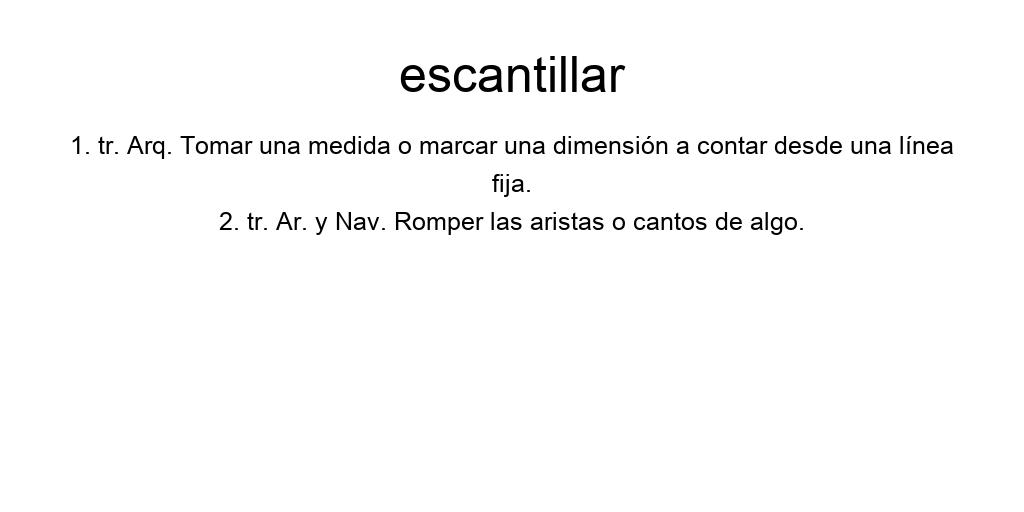 escantillar
1. tr. Arq. Tomar una medida o marcar una dimensión a contar desde una línea
fija.
2. tr. Ar. y Nav. Romper las aristas o cantos de algo.